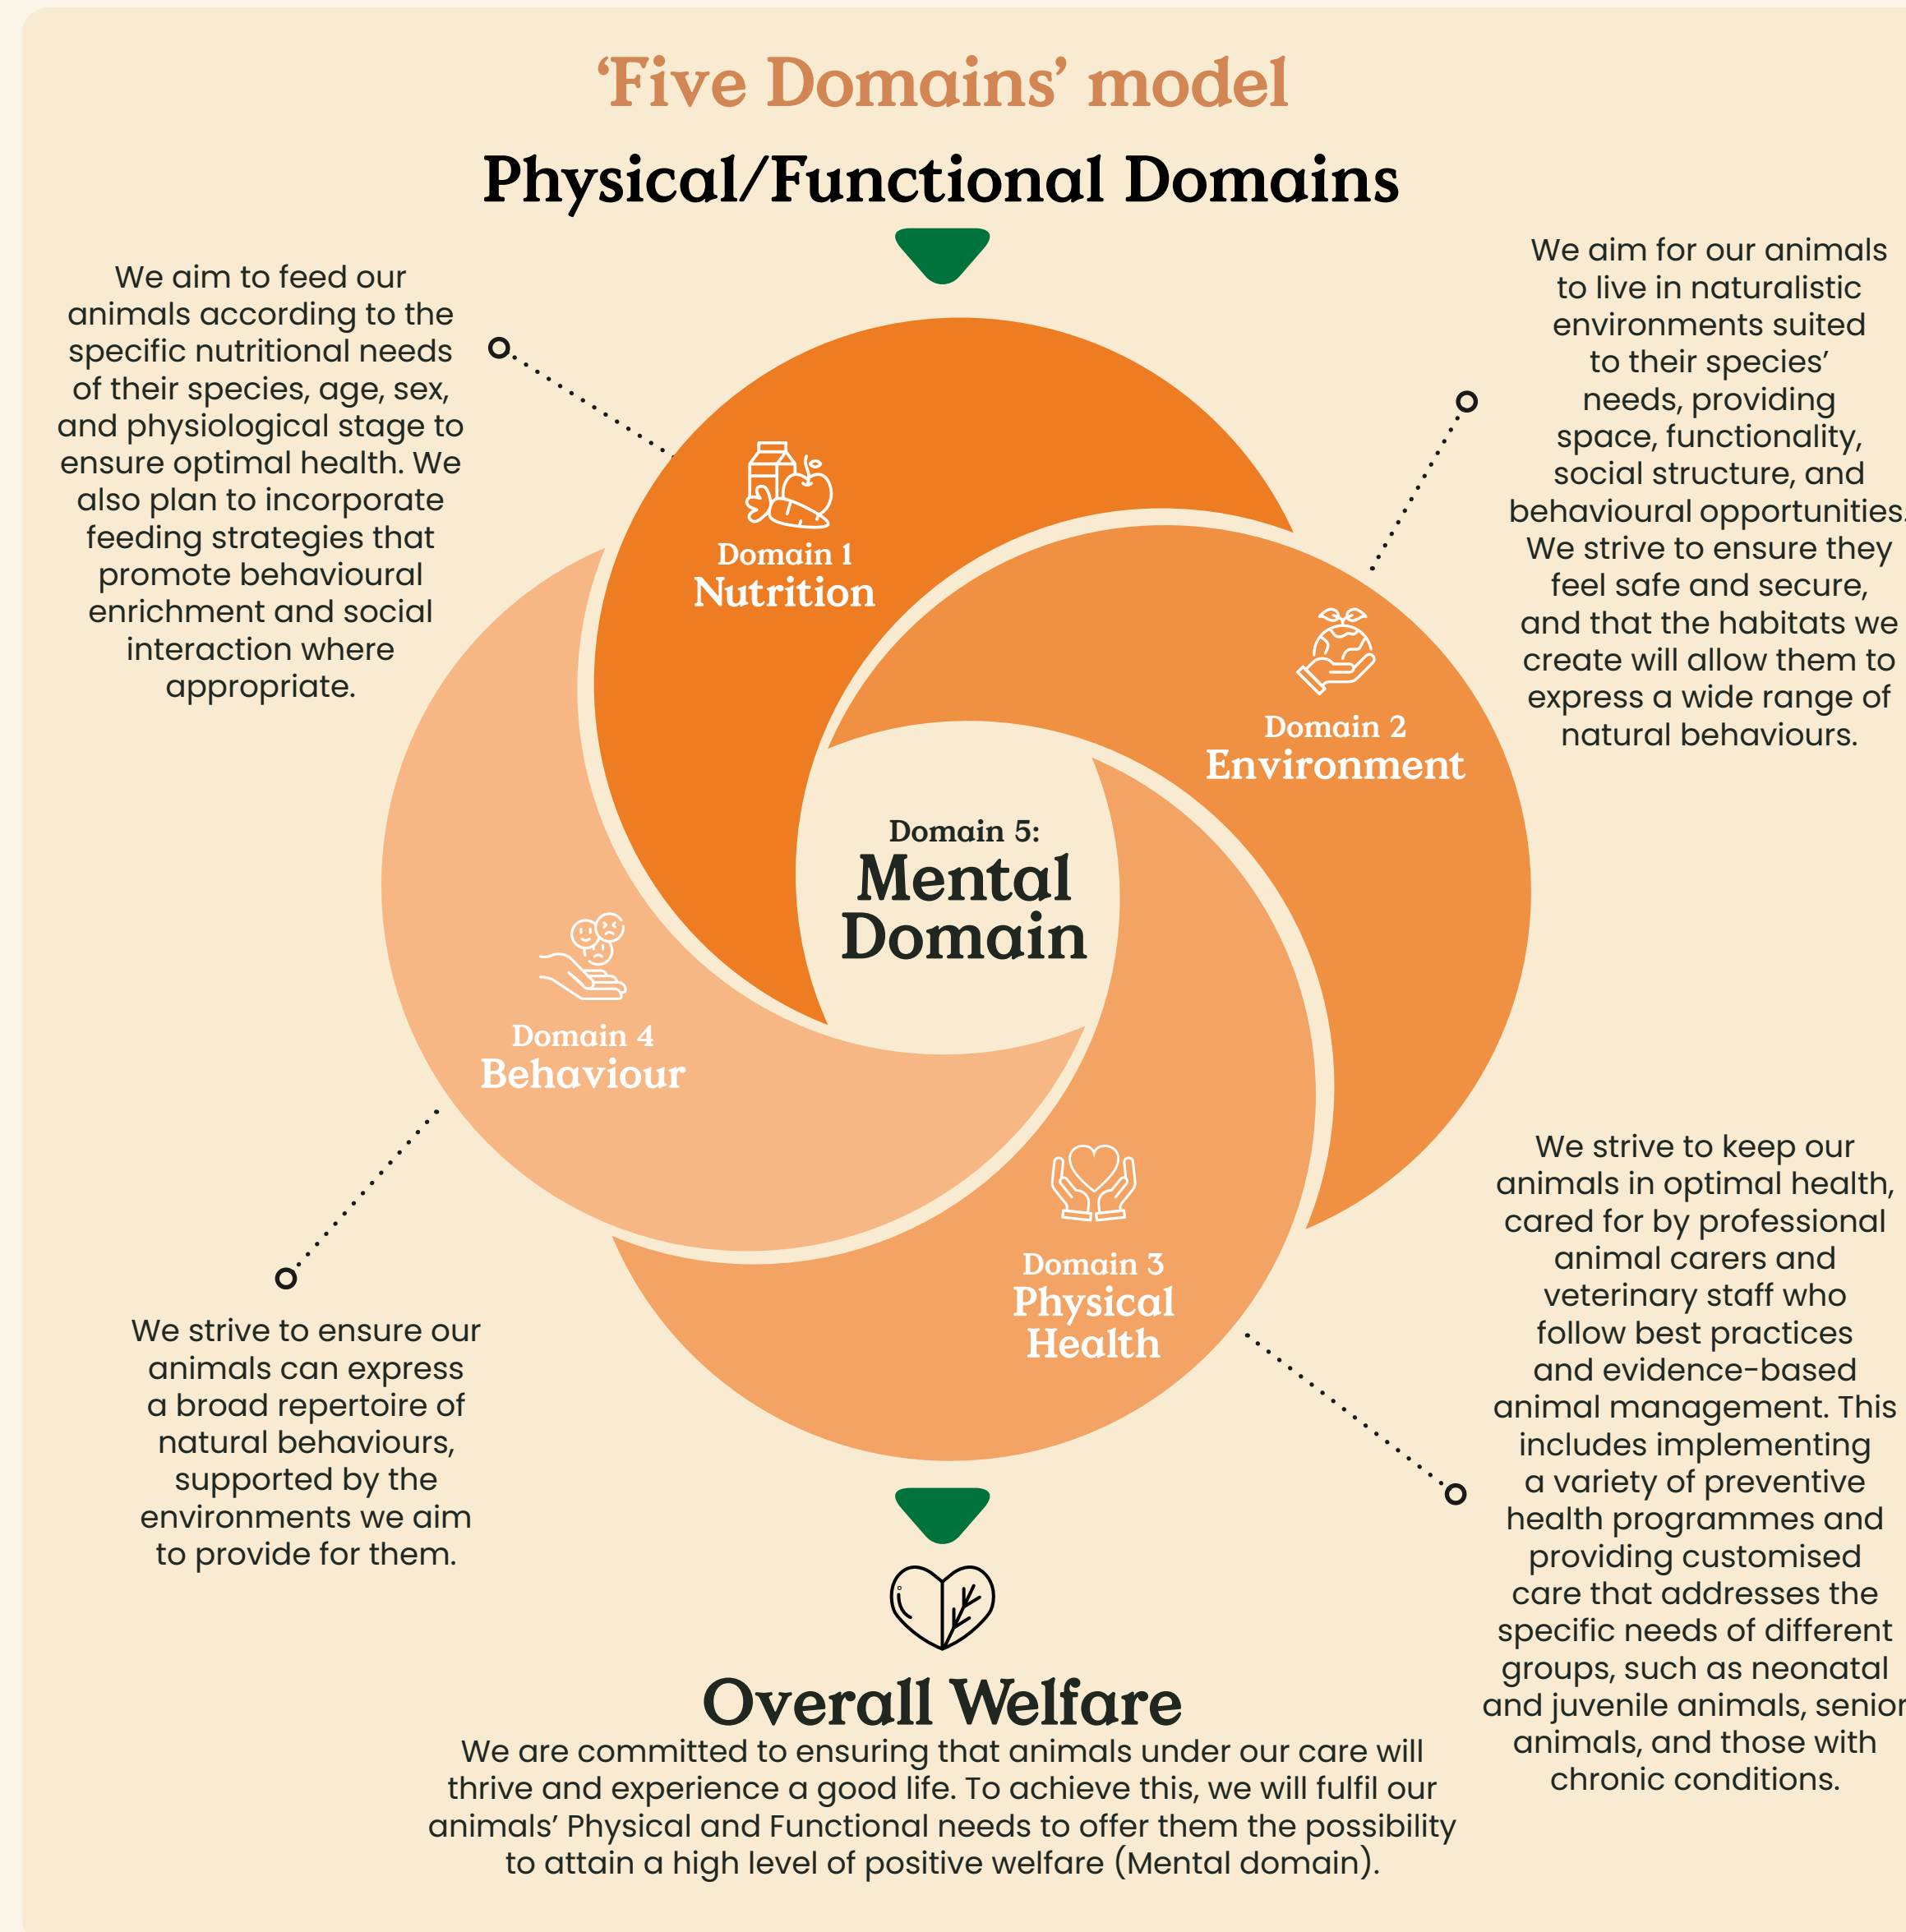 ‘Five Domains’ model
Physical/Functional Domains
We aim to feed our
animals according to the
specific nutritional needs
of their species, age, sex,
and physiological stage to
ensure optimal health. We
also plan to incorporate
feeding strategies that
promote behavioural
enrichment and social
interaction where
appropriate.
We aim for our animals
to live in naturalistic
environments suited
to their species’
needs, providing
space, functionality,
social structure, and
behavioural opportunities.
We strive to ensure they
feel safe and secure,
and that the habitats we
create will allow them to
express a wide range of
natural behaviours.
Domain 1
Nutrition
Domain 2
Environment
Domain 5:
Mental
Domain
Domain 4
Behaviour
Domain 3
Physical
Health
We strive to ensure our
animals can express
a broad repertoire of
natural behaviours,
supported by the
environments we aim
to provide for them.
We strive to keep our
animals in optimal health,
cared for by professional
animal carers and
veterinary staff who
follow best practices
and evidence-based
animal management. This
includes implementing
a variety of preventive
health programmes and
providing customised
care that addresses the
specific needs of different
groups, such as neonatal
and juvenile animals, senior
animals, and those with
chronic conditions.
Overall Welfare
We are committed to ensuring that animals under our care will
thrive and experience a good life. To achieve this, we will fulfil our
animals’ Physical and Functional needs to offer them the possibility
to attain a high level of positive welfare (Mental domain).